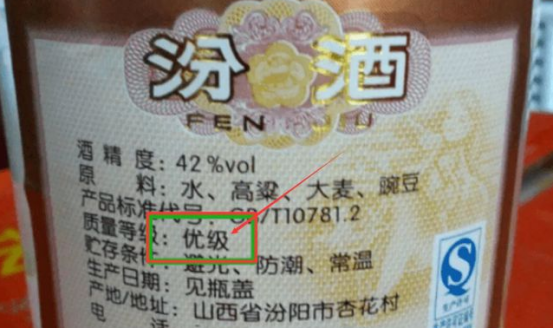 汾酒
FEN JIU
酒精度：42%vol
原料：水、高粱、大麦、豌豆
产品标准代号：GB/T10781.2
质量等级：优级
贮存条件：避光、防潮、常温
生产日期：见瓶盖
产地/地址：山西省汾阳市杏花村
电话